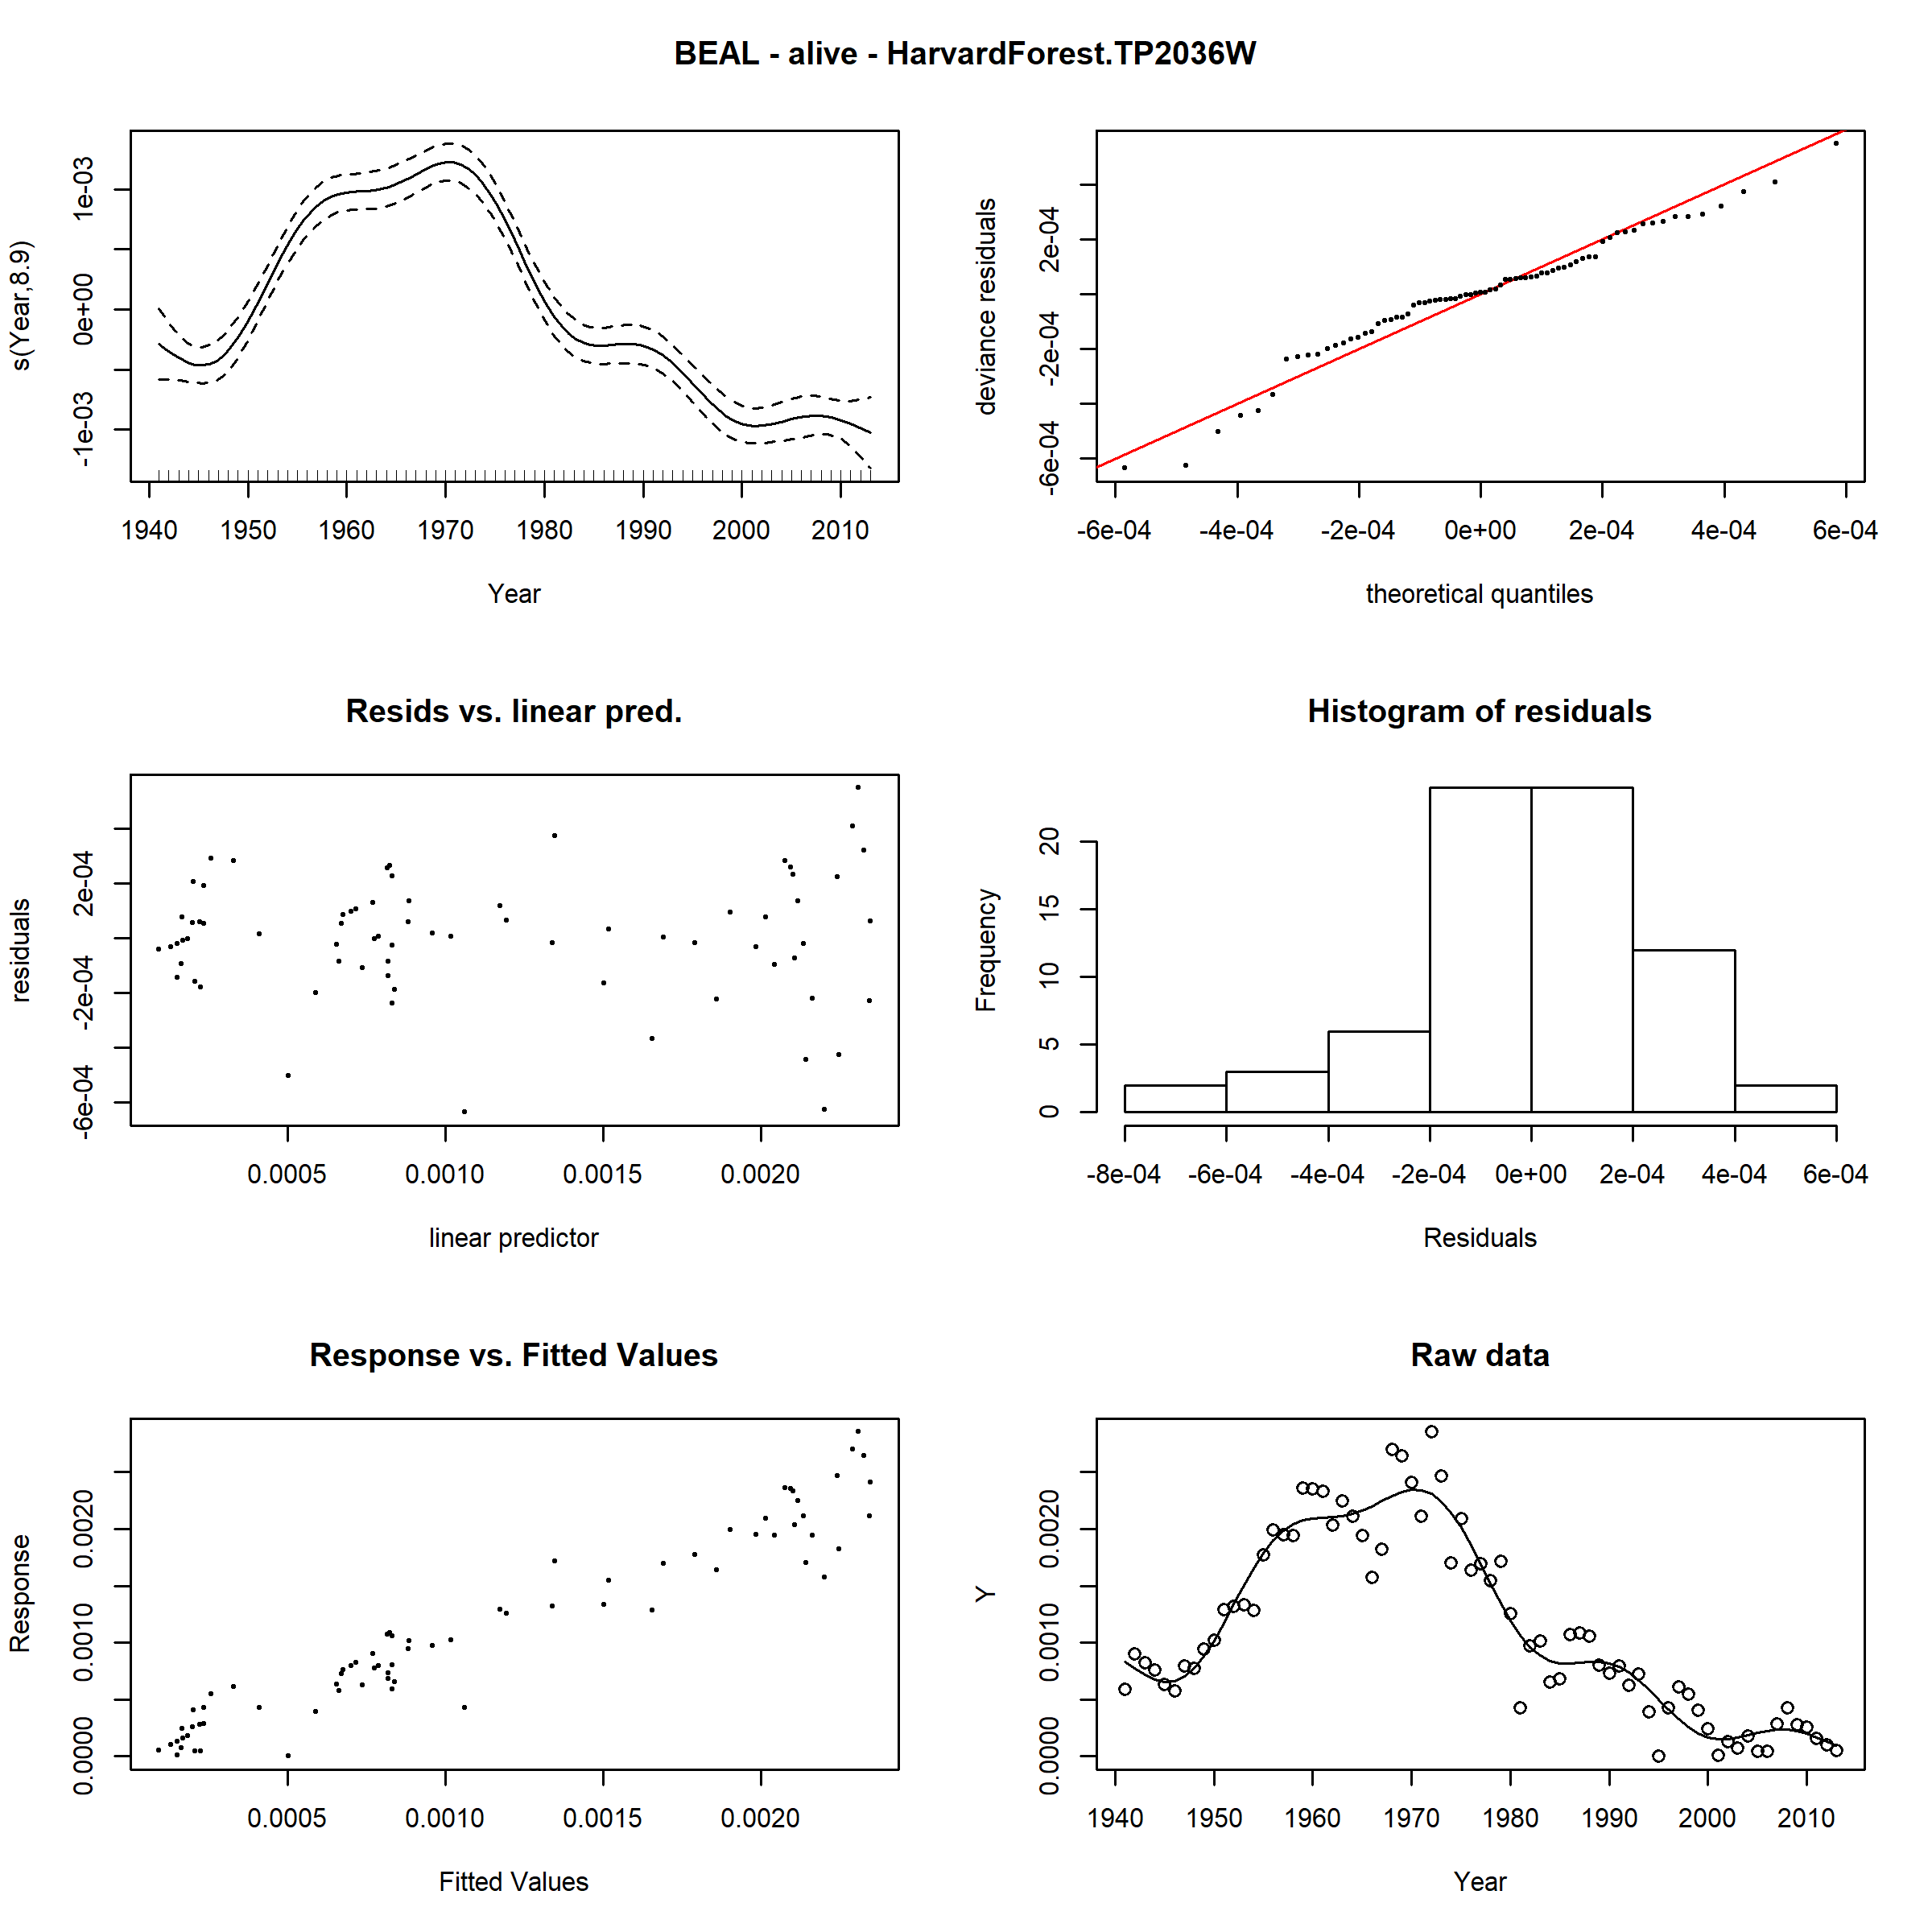 BEAL - alive - HarvardForest.TP2036W
s(Year,8.9)
-1e-03 0e+00 1e-03
1940 1950 1960 1970 1980 1990 2000 2010
Year
deviance residuals
-6e-04 -2e-04 2e-04
-6e-04 -4e-04 -2e-04 0e+00 2e-04 4e-04 6e-04
theoretical quantiles
Resids vs. linear pred.
residuals
-6e-04 -2e-04 2e-04
0.0005 0.0010 0.0015 0.0020
linear predictor
Histogram of residuals
Frequency
0 5 10 15 20
-8e-04 -6e-04 -4e-04 -2e-04 0e+00 2e-04 4e-04 6e-04
Residuals
Response vs. Fitted Values
Response
0.0000 0.0010 0.0020
0.0005 0.0010 0.0015 0.0020
Fitted Values
Raw data
Y
0.0000 0.0010 0.0020
1940 1950 1960 1970 1980 1990 2000 2010
Year